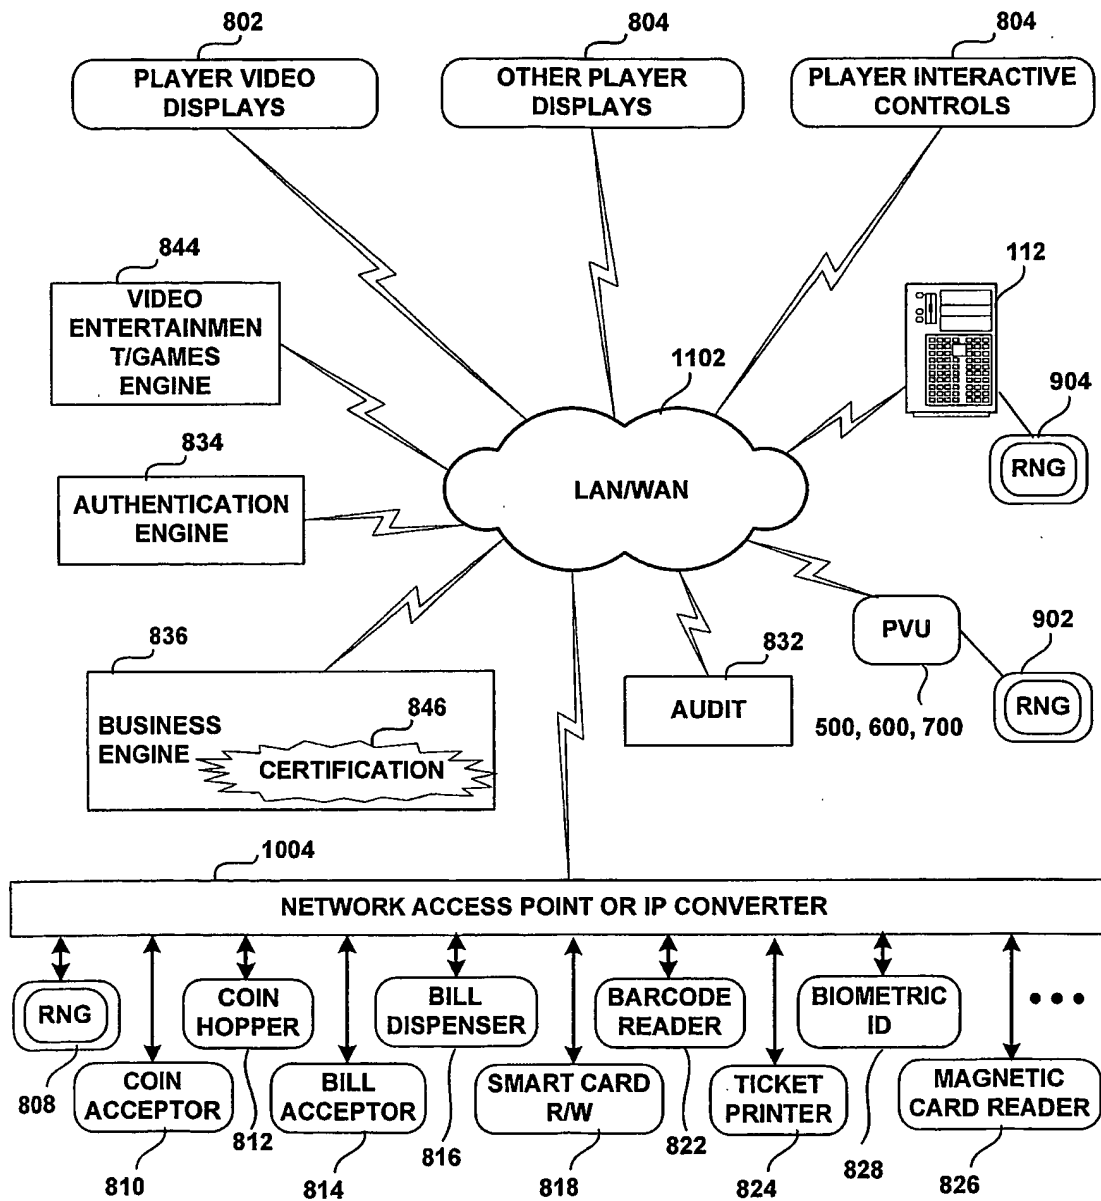 802
804
804
PLAYER VIDEO
DISPLAYS
OTHER PLAYER
DISPLAYS
PLAYER INTERACTIVE
CONTROLS
844
VIDEO
ENTERTAINMEN
T/GAMES
ENGINE
112
1102
904
RNG
834
AUTHENTICATION
ENGINE
LAN/WAN
836
BUSINESS
ENGINE
846
CERTIFICATION
832
AUDIT
PVU
500, 600, 700
902
RNG
1004
NETWORK ACCESS POINT OR IP CONVERTER
RNG
808
COIN
ACCEPTOR
810
COIN
HOPPER
812
BILL
ACCEPTOR
814
BILL
DISPENSER
816
SMART CARD
R/W
818
BARCODE
READER
822
TICKET
PRINTER
824
BIOMETRIC
ID
828
MAGNETIC
CARD READER
826